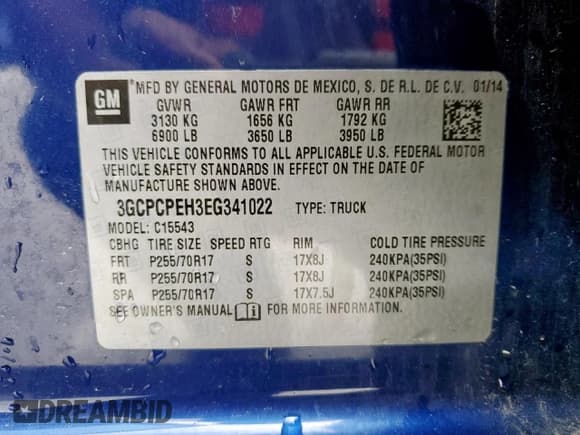 GM
MFD BY GENERAL MOTORS DE MEXICO, S. DE R.L. DE C.V. 01/14
GVWR GAWR FRT GAWR RR
3130 KG 1656 KG 1792 KG
6900 LB 3650 LB 3950 LB
THIS VEHICLE CONFORMS TO ALL APPLICABLE U.S. FEDERAL MOTOR
VEHICLE SAFETY STANDARDS IN EFFECT ON THE DATE OF
MANUFACTURE SHOWN ABOVE.
3GCPCPEH3EG341022 TYPE: TRUCK
MODEL: C15543
CBHG TIRE SIZE SPEED RTG RIM COLD TIRE PRESSURE
FRT P255/70R17 S 17X8J 240KPA(35PSI)
RR P255/70R17 S 17X8J 240KPA(35PSI)
SPA P255/70R17 S 17X7.5J 240KPA(35PSI)
SEE OWNER'S MANUAL FOR MORE INFORMATION.
DREAMBID